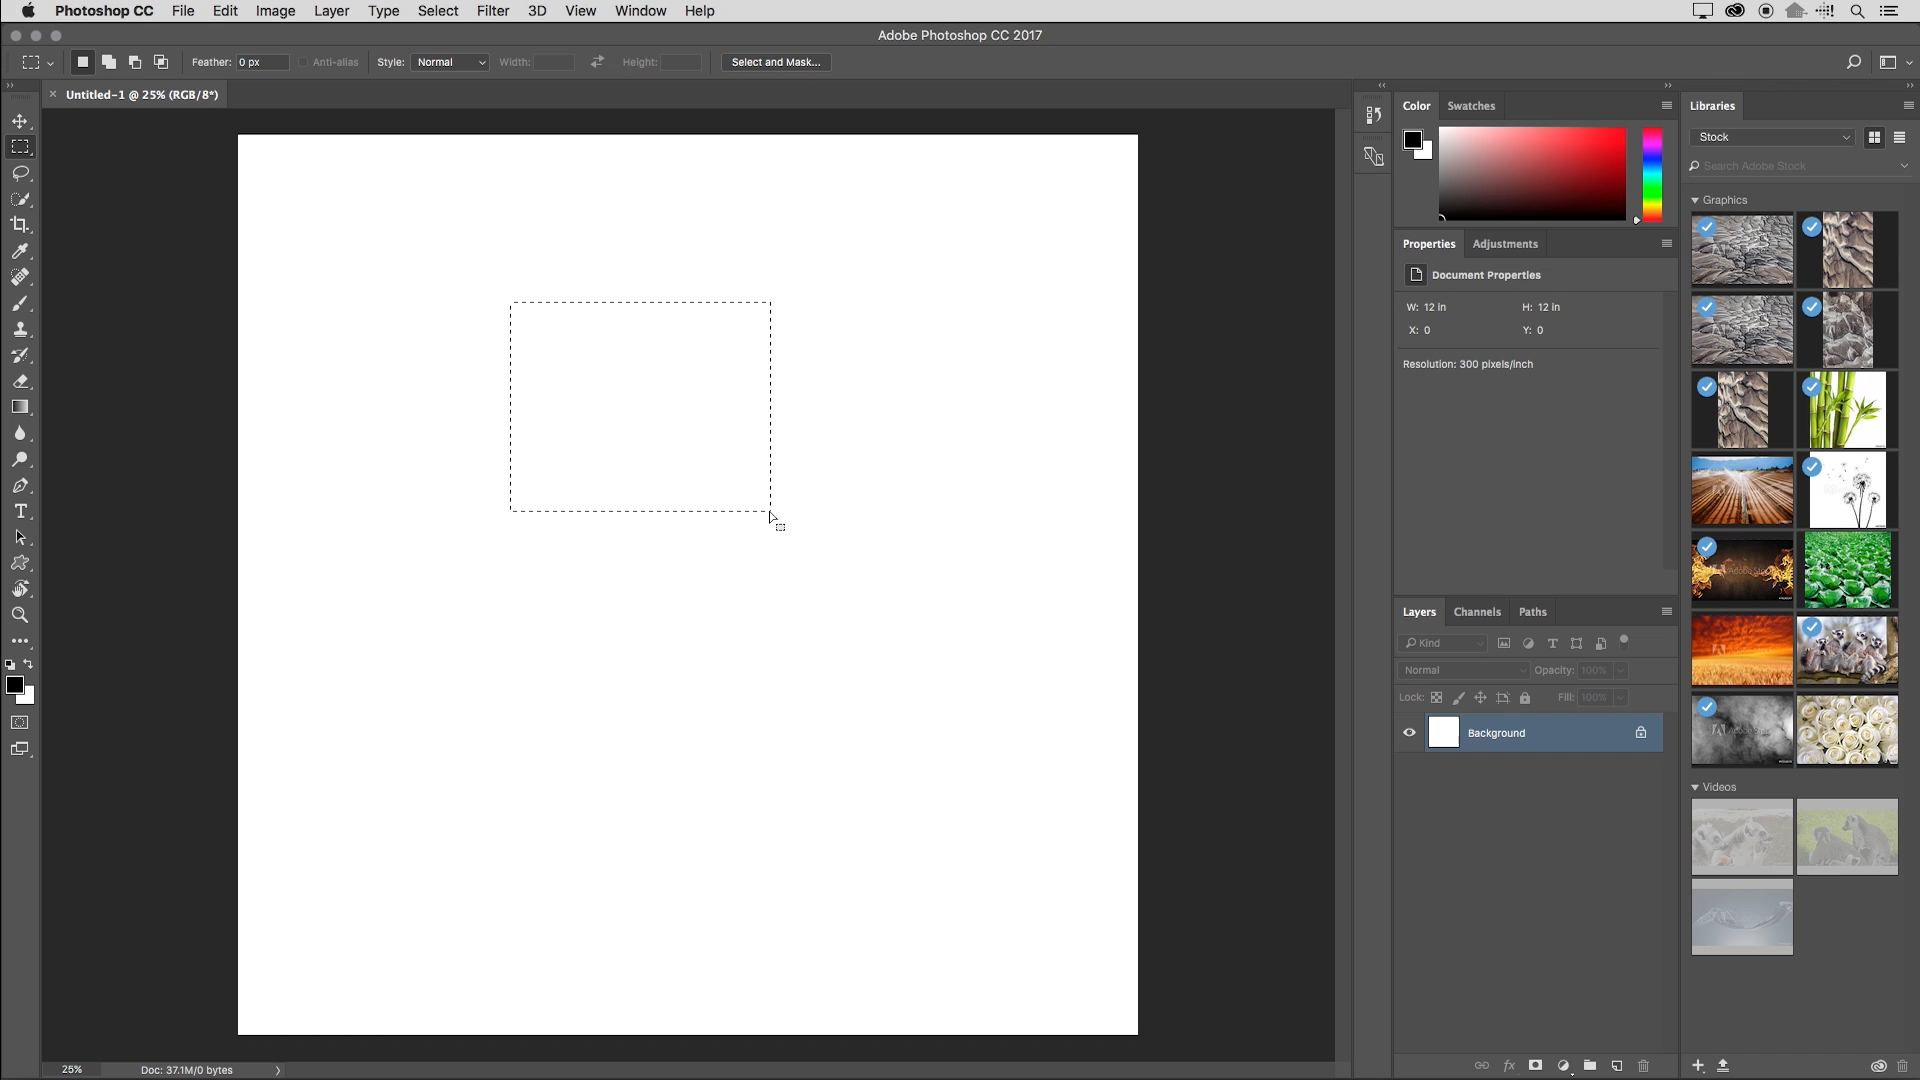 Photoshop CC File Edit Image Layer Type Select Filter 3D View Window Help
Adobe Photoshop CC 2017
Feather: 0 px Anti-alias Style: Normal Width: Height: Select and Mask...
Untitled-1 @ 25% (RGB/8*)
Color Swatches
Libraries
Stock
Search Adobe Stock
Graphics
Properties Adjustments
Document Properties
W: 12 in H: 12 in
X: 0 Y: 0
Resolution: 300 pixels/inch
Layers Channels Paths
Kind
Normal Opacity: 100%
Lock: Fill: 100%
Background
Videos
25% Doc: 37.1M/0 bytes